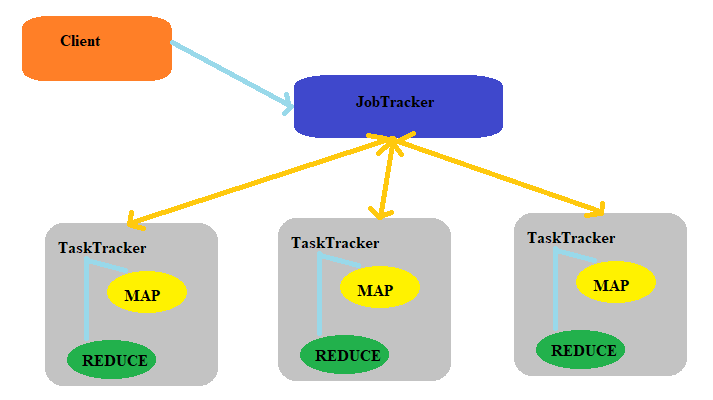 Client
JobTracker
TaskTracker
MAP
REDUCE
TaskTracker
MAP
REDUCE
TaskTracker
MAP
REDUCE